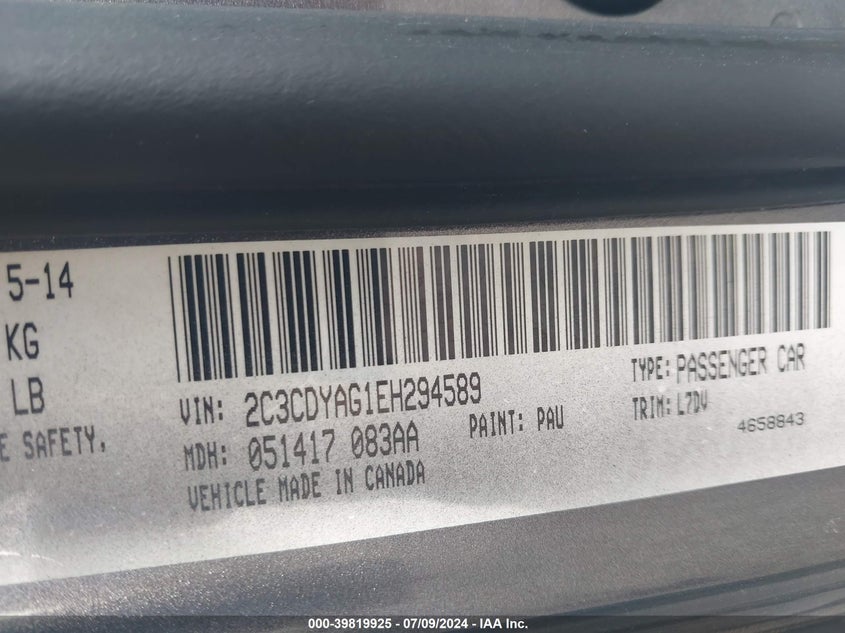 5-14
KG
LB
E SAFETY,
VIN: 2C3CDYAG1EH294589
TYPE: PASSENGER CAR
MDH: 051417 083AA
PAINT: PAU
TRIM: L7DV
VEHICLE MADE IN CANADA
4658843
000-39819925 - 07/09/2024 - IAA Inc.